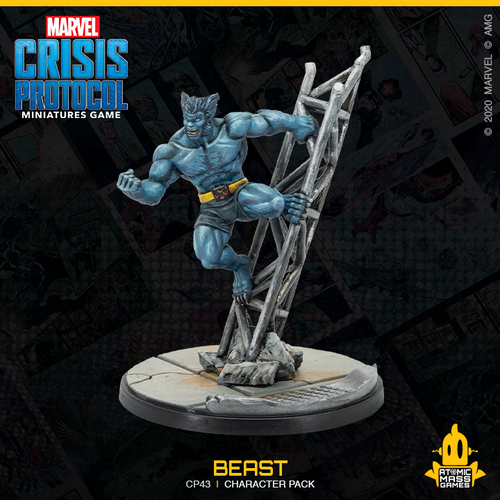 MARVEL
CRISIS
PROTOCOL
MINIATURES GAME
© 2020 MARVEL © AMG
BEAST
CP43 | CHARACTER PACK
ATOMIC
MASS
GAMES